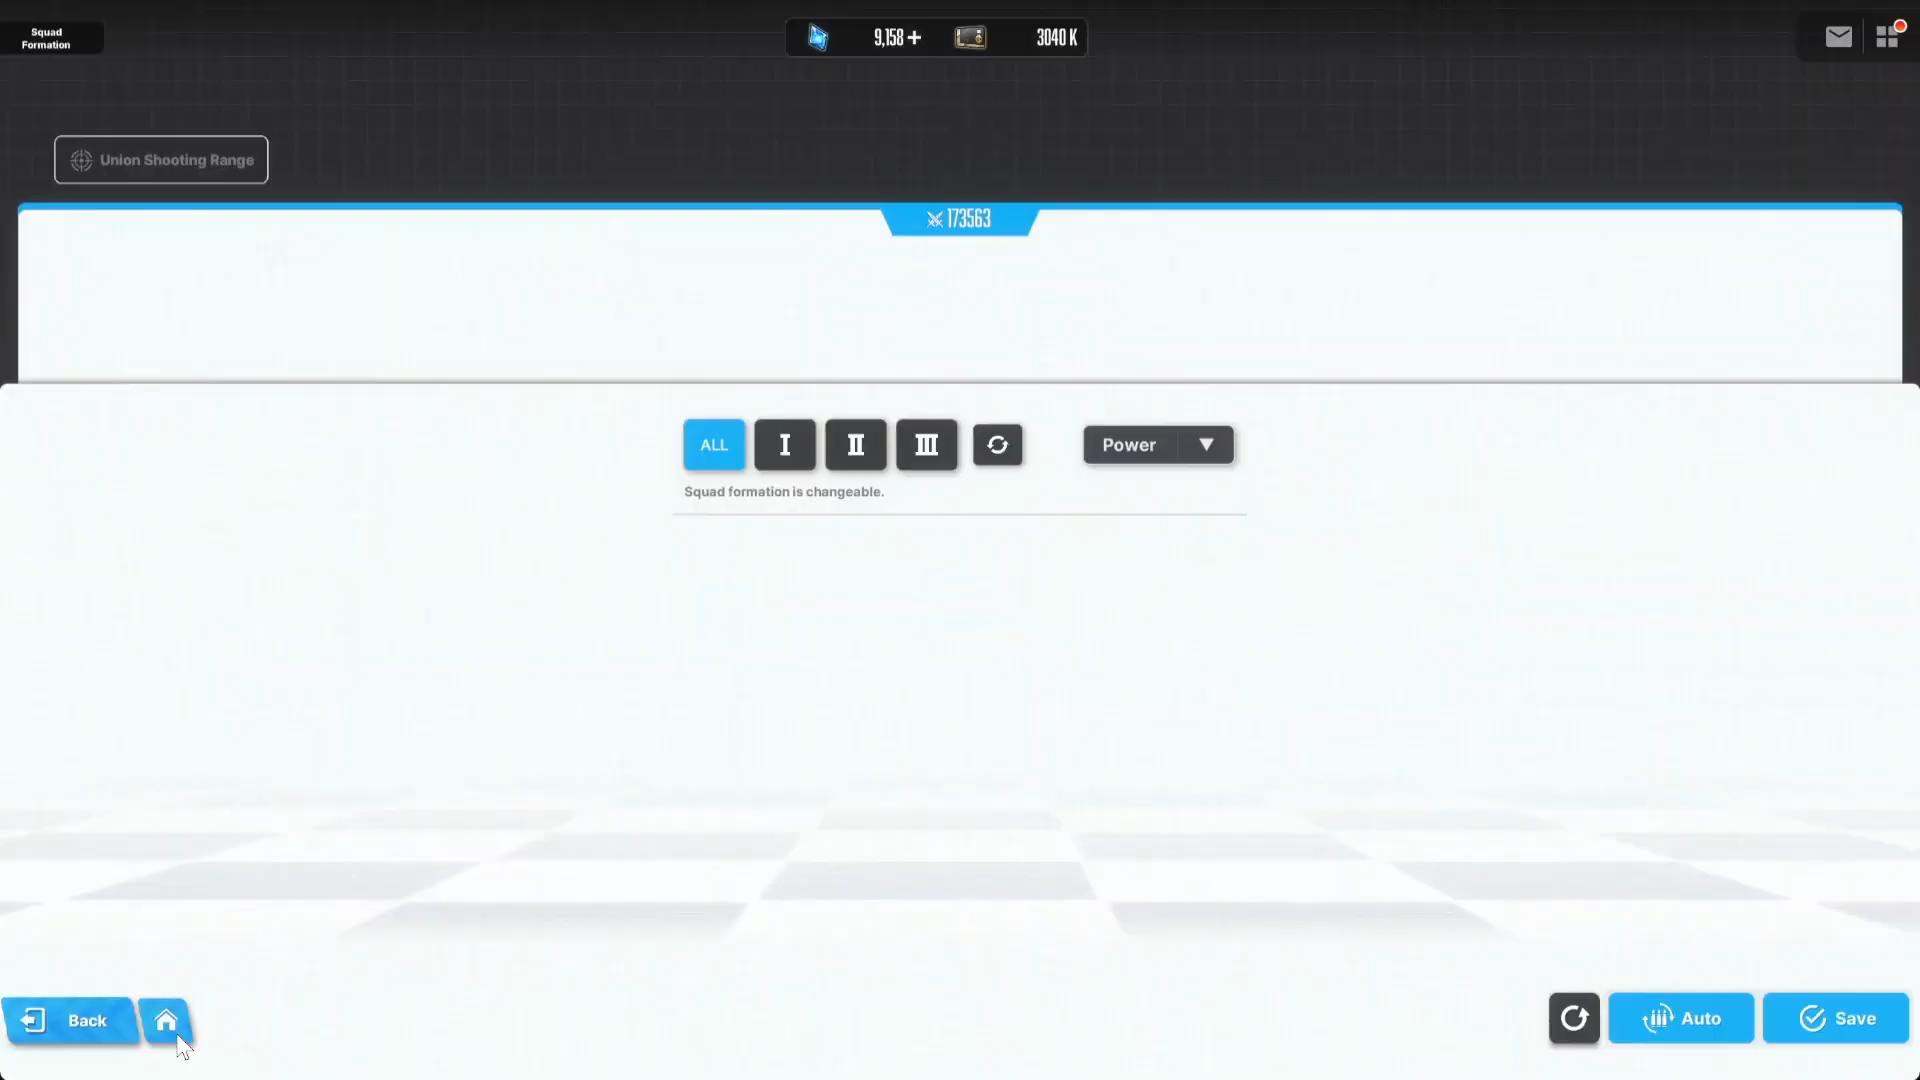 Squad
Formation
9,158 +
3040 K
Union Shooting Range
173563
ALL
I
II
III
Power
Squad formation is changeable.
Back
Auto
Save